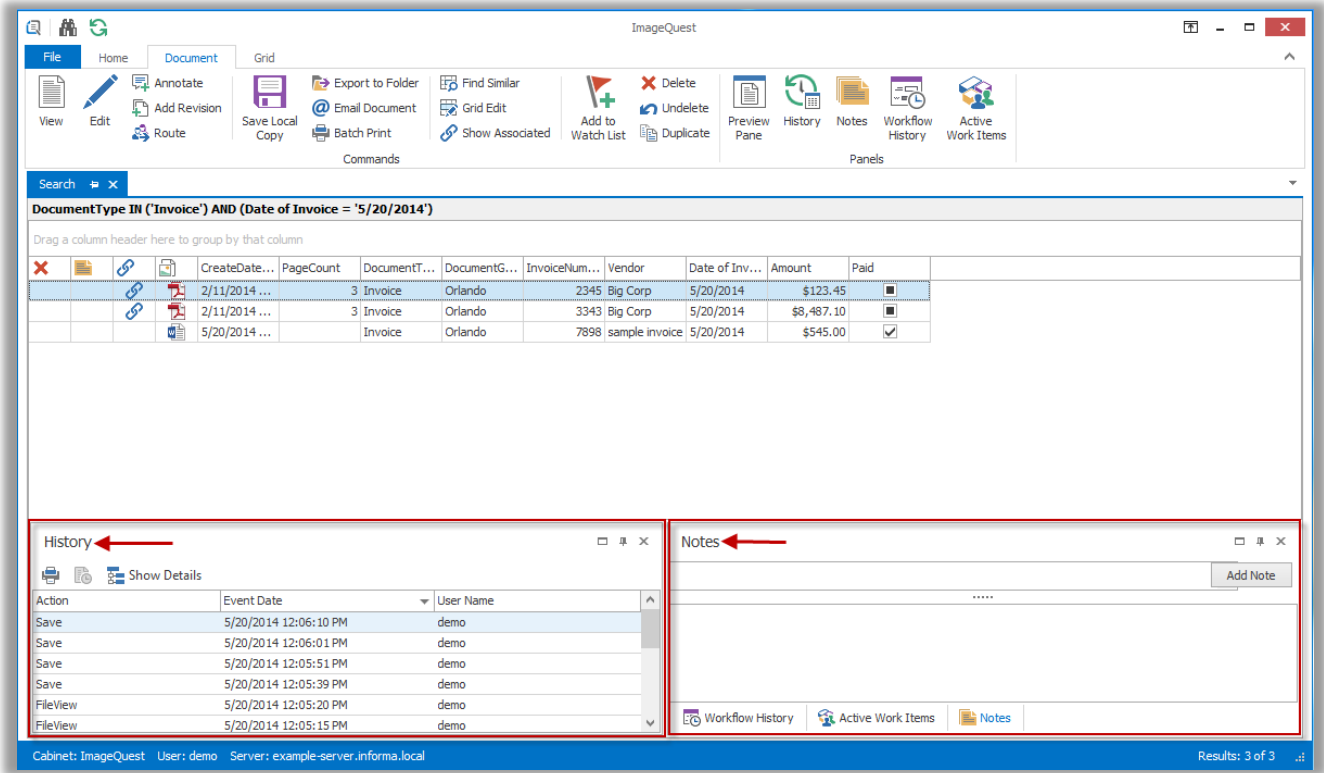 ImageQuest
File Home Document Grid
View
Edit
Annotate
Add Revision
Route
Save Local Copy
Export to Folder
Email Document
Batch Print
Find Similar
Grid Edit
Show Associated
Add to Watch List
Delete
Undelete
Duplicate
Commands
Preview Pane
History
Notes
Workflow History
Active Work Items
Panels
Search
DocumentType IN ('Invoice') AND (Date of Invoice = '5/20/2014')
Drag a column header here to group by that column
CreateDate... PageCount DocumentT... DocumentG... InvoiceNum... Vendor Date of Inv... Amount Paid
2/11/2014 ... 3 Invoice Orlando 2345 Big Corp 5/20/2014 $123.45
2/11/2014 ... 3 Invoice Orlando 3343 Big Corp 5/20/2014 $8,487.10
5/20/2014 ... Invoice Orlando 7898 sample invoice 5/20/2014 $545.00
History
Show Details
Action Event Date User Name
Save 5/20/2014 12:06:10 PM demo
Save 5/20/2014 12:06:01 PM demo
Save 5/20/2014 12:05:51 PM demo
Save 5/20/2014 12:05:39 PM demo
FileView 5/20/2014 12:05:20 PM demo
FileView 5/20/2014 12:05:15 PM demo
Notes
Add Note
Workflow History Active Work Items Notes
Cabinet: ImageQuest User: demo Server: example-server.informa.local Results: 3 of 3